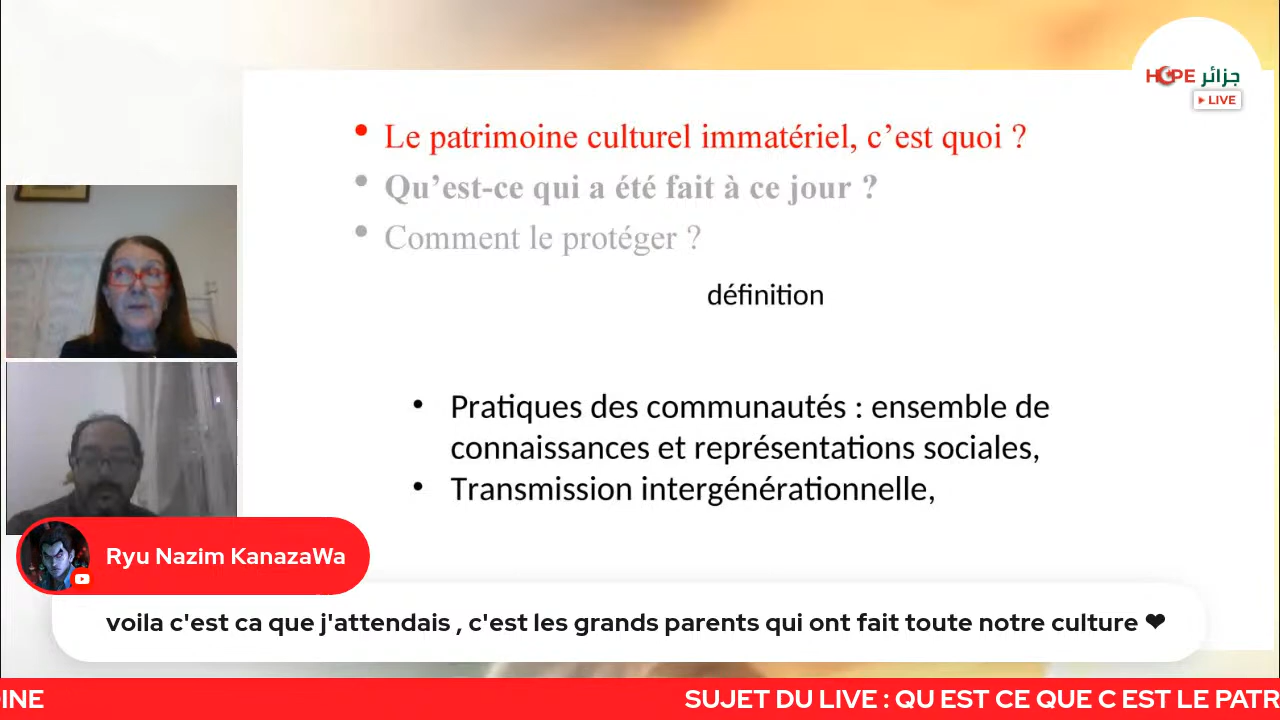 HOPE جزائر
LIVE
• Le patrimoine culturel immatériel, c’est quoi ?
• Qu’est-ce qui a été fait à ce jour ?
• Comment le protéger ?
définition
• Pratiques des communautés : ensemble de
connaissances et représentations sociales,
• Transmission intergénérationnelle,
Ryu Nazim KanazaWa
voila c'est ca que j'attendais , c'est les grands parents qui ont fait toute notre culture ❤
OINE
SUJET DU LIVE : QU EST CE QUE C EST LE PATR